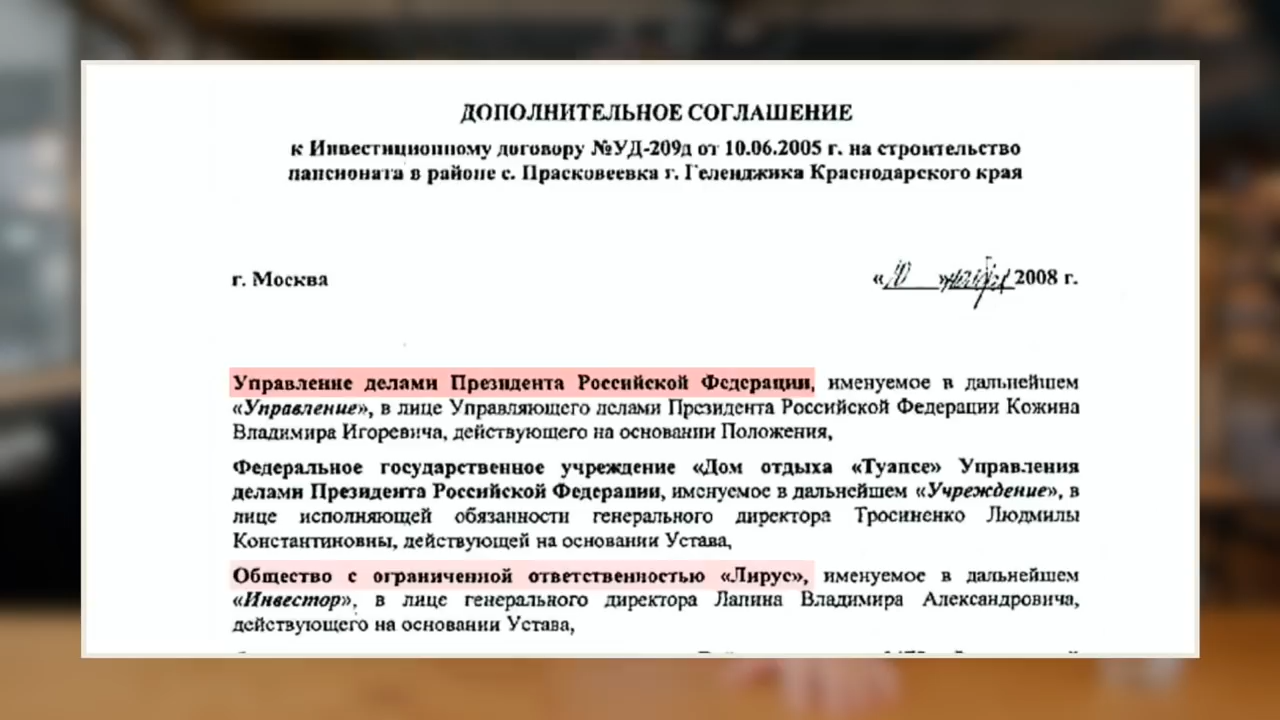 ДОПОЛНИТЕЛЬНОЕ СОГЛАШЕНИЕ
к Инвестиционному договору №УД-209д от 10.06.2005 г. на строительство
пансионата в районе с. Прасковеевка г. Геленджика Краснодарского края
г. Москва
«10 » ноября 2008 г.
Управление делами Президента Российской Федерации, именуемое в дальнейшем
«Управление», в лице Управляющего делами Президента Российской Федерации Кожина
Владимира Игоревича, действующего на основании Положения,
Федеральное государственное учреждение «Дом отдыха «Туапсе» Управления
делами Президента Российской Федерации, именуемое в дальнейшем «Учреждение», в
лице исполняющей обязанности генерального директора Тросиненко Людмилы
Константиновны, действующей на основании Устава,
Общество с ограниченной ответственностью «Лирус», именуемое в дальнейшем
«Инвестор», в лице генерального директора Лапина Владимира Александровича,
действующего на основании Устава,